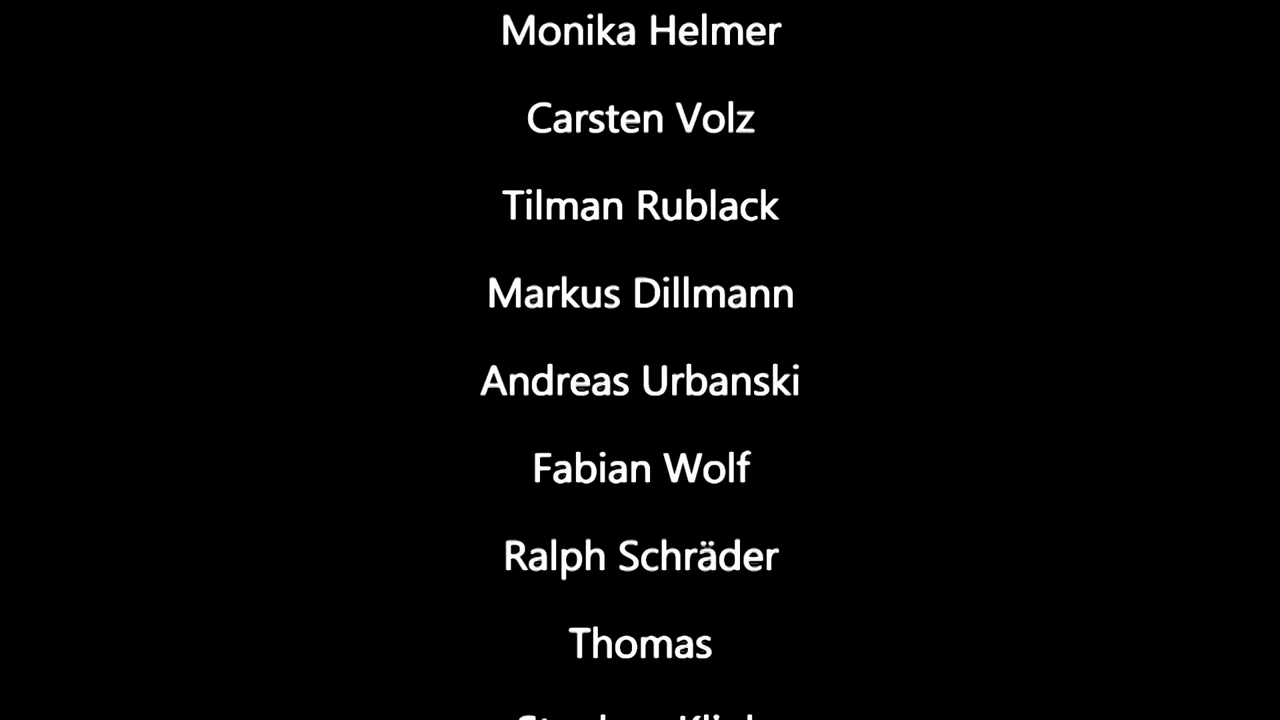 Monika Helmer
Carsten Volz
Tilman Rublack
Markus Dillmann
Andreas Urbanski
Fabian Wolf
Ralph Schräder
Thomas